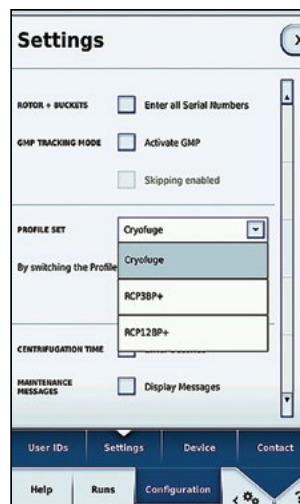 Settings
ROTOR + BUCKETS Enter all Serial Numbers
GMP TRACKING MODE Activate GMP
Skipping enabled
PROFILE SET Cryofuge
By switching the Profile Cryofuge
RCP3BP+
RCP12BP+
CENTRIFUGATION TIME
MAINTENANCE
MESSAGES Display Messages
User IDs Settings Device Contact
Help Runs Configuration